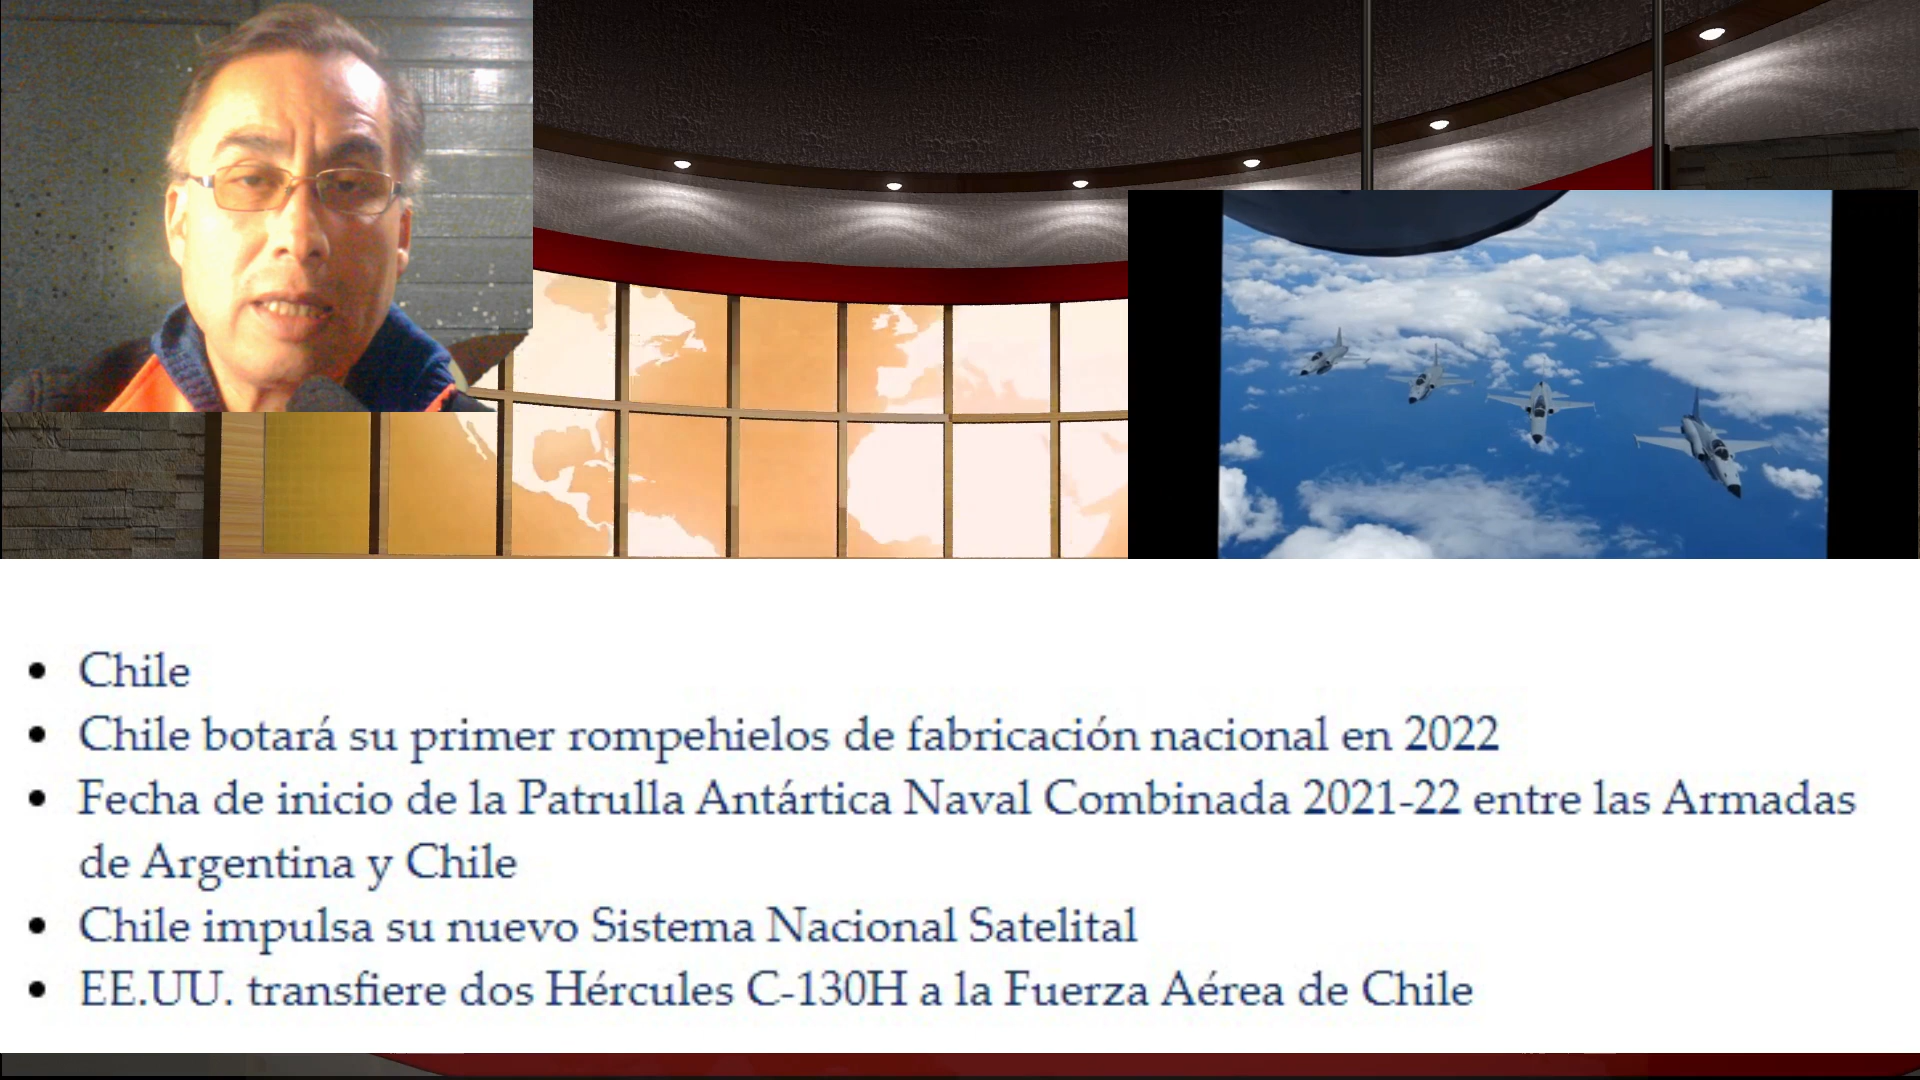 Chile
Chile botará su primer rompehielos de fabricación nacional en 2022
Fecha de inicio de la Patrulla Antártica Naval Combinada 2021-22 entre las Armadas
de Argentina y Chile
Chile impulsa su nuevo Sistema Nacional Satelital
EE.UU. transfiere dos Hércules C-130H a la Fuerza Aérea de Chile